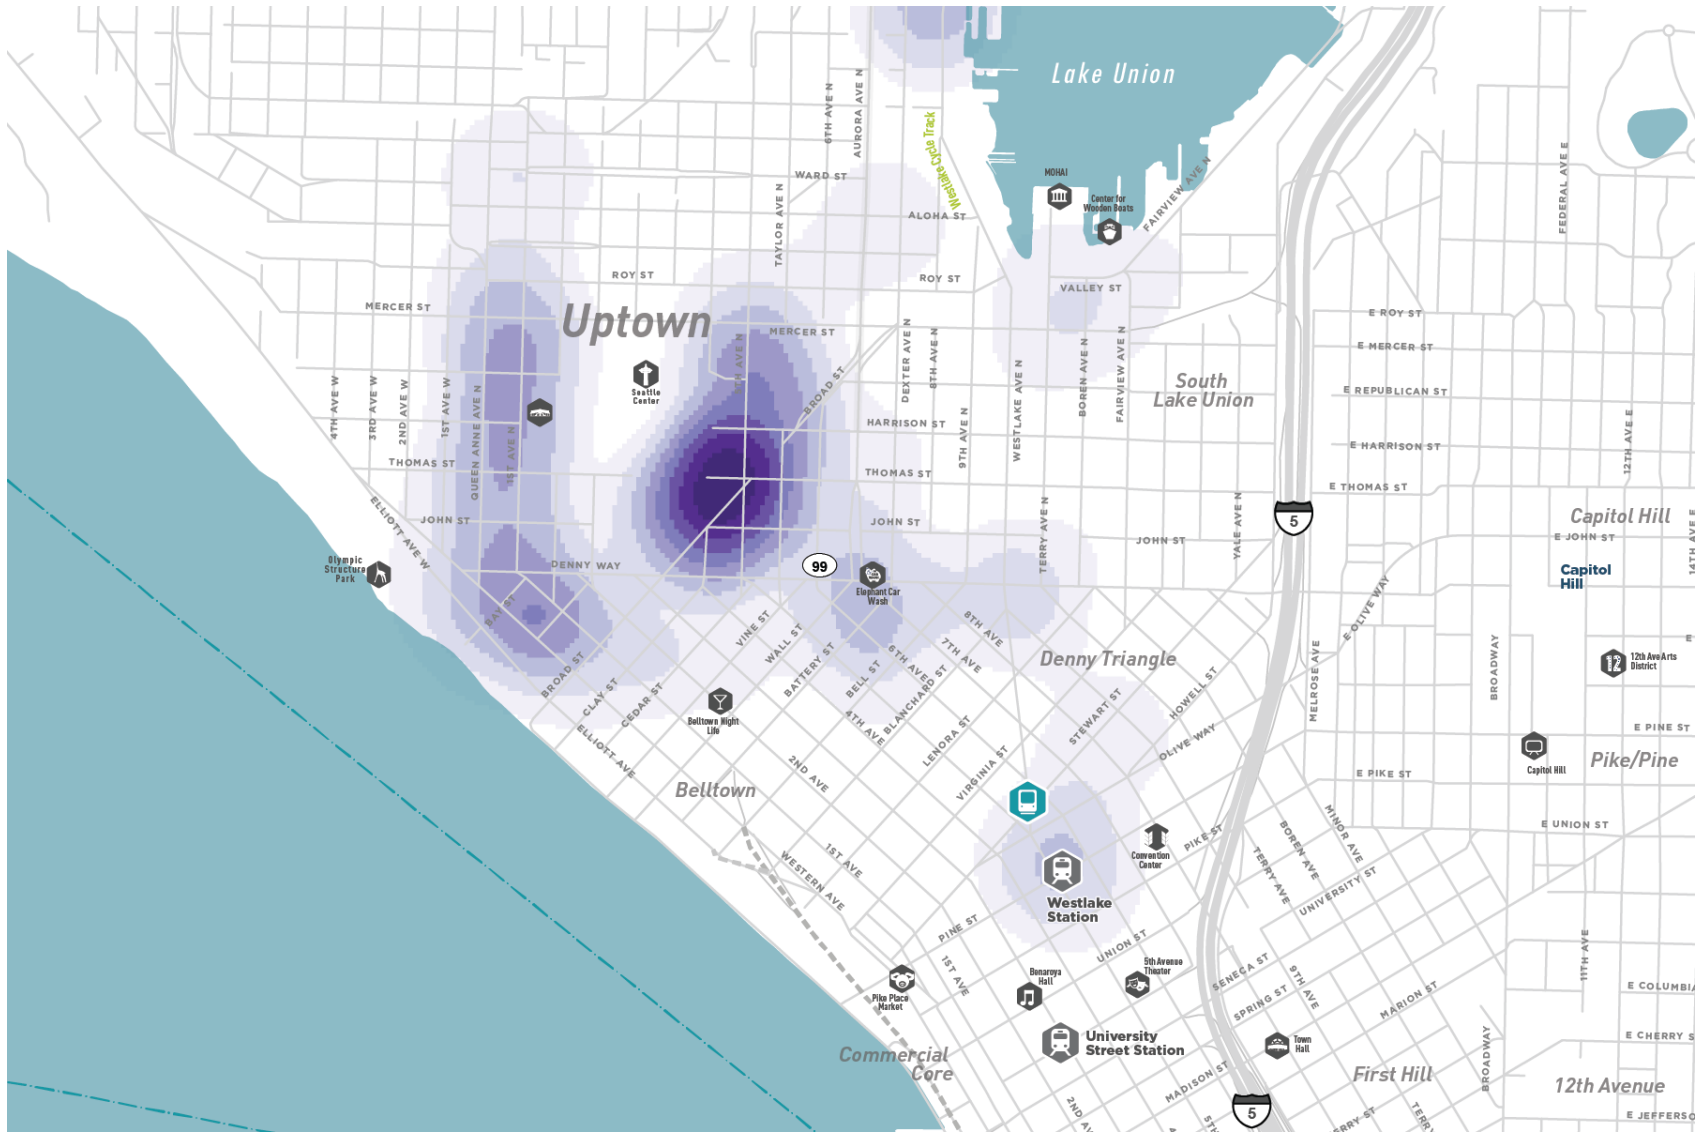 Lake Union
6TH AVE N
AURORA AVE N
Westlake Cycle Track
WARD ST
MOHAI
Center for
Wooden Boats
FAIRVIEW AVE N
FEDERAL AVE E
TAYLOR AVE N
ALOHA ST
ROY ST
ROY ST
VALLEY ST
MERCER ST
Uptown
MERCER ST
E ROY ST
E MERCER ST
5TH AVE N
DEXTER AVE N
8TH AVE N
BOREN AVE N
FAIRVIEW AVE N
South
Lake Union
E REPUBLICAN ST
4TH AVE W
3RD AVE W
2ND AVE W
1ST AVE W
QUEEN ANNE AVE N
1ST AVE N
Seattle
Center
BROAD ST
HARRISON ST
9TH AVE N
WESTLAKE AVE N
E HARRISON ST
12TH AVE E
THOMAS ST
THOMAS ST
E THOMAS ST
ELLIOTT AVE W
JOHN ST
JOHN ST
TERRY AVE N
JOHN ST
YALE AVE N
5
Capitol Hill
E JOHN ST
14TH AVE E
Olympic
Structure
Park
DENNY WAY
99
Elephant Car
Wash
Capitol
Hill
BAY ST
VINE ST
WALL ST
BATTERY ST
BELL ST
6TH AVE
BLANCHARD ST
7TH AVE
8TH AVE
Denny Triangle
E OLIVE WAY
MELROSE AVE
BROADWAY
12
12th Ave Arts
District
E
BROAD ST
CLAY ST
CEDAR ST
ELLIOTT AVE
Belltown Night
Life
4TH AVE
LENORA ST
VIRGINIA ST
STEWART ST
HOWELL ST
OLIVE WAY
E PINE ST
Capitol Hill
Pike/Pine
2ND AVE
Belltown
E PIKE ST
1ST AVE
WESTERN AVE
Convention
Center
PIKE ST
TERRY AVE
BOREN AVE
MINOR AVE
E UNION ST
Westlake
Station
UNIVERSITY ST
PINE ST
UNION ST
1ST AVE
Pike Place
Market
Benaroya
Hall
5th Avenue
Theater
SENECA ST
SPRING ST
9TH AVE
MARION ST
11TH AVE
E COLUMBIA
University
Street Station
Town
Hall
E CHERRY S
Commercial
Core
MADISON ST
First Hill
BROADWAY
12th Avenue
2ND AV
4
5TH
5
RRY ST
TERRY
E JEFFERSO